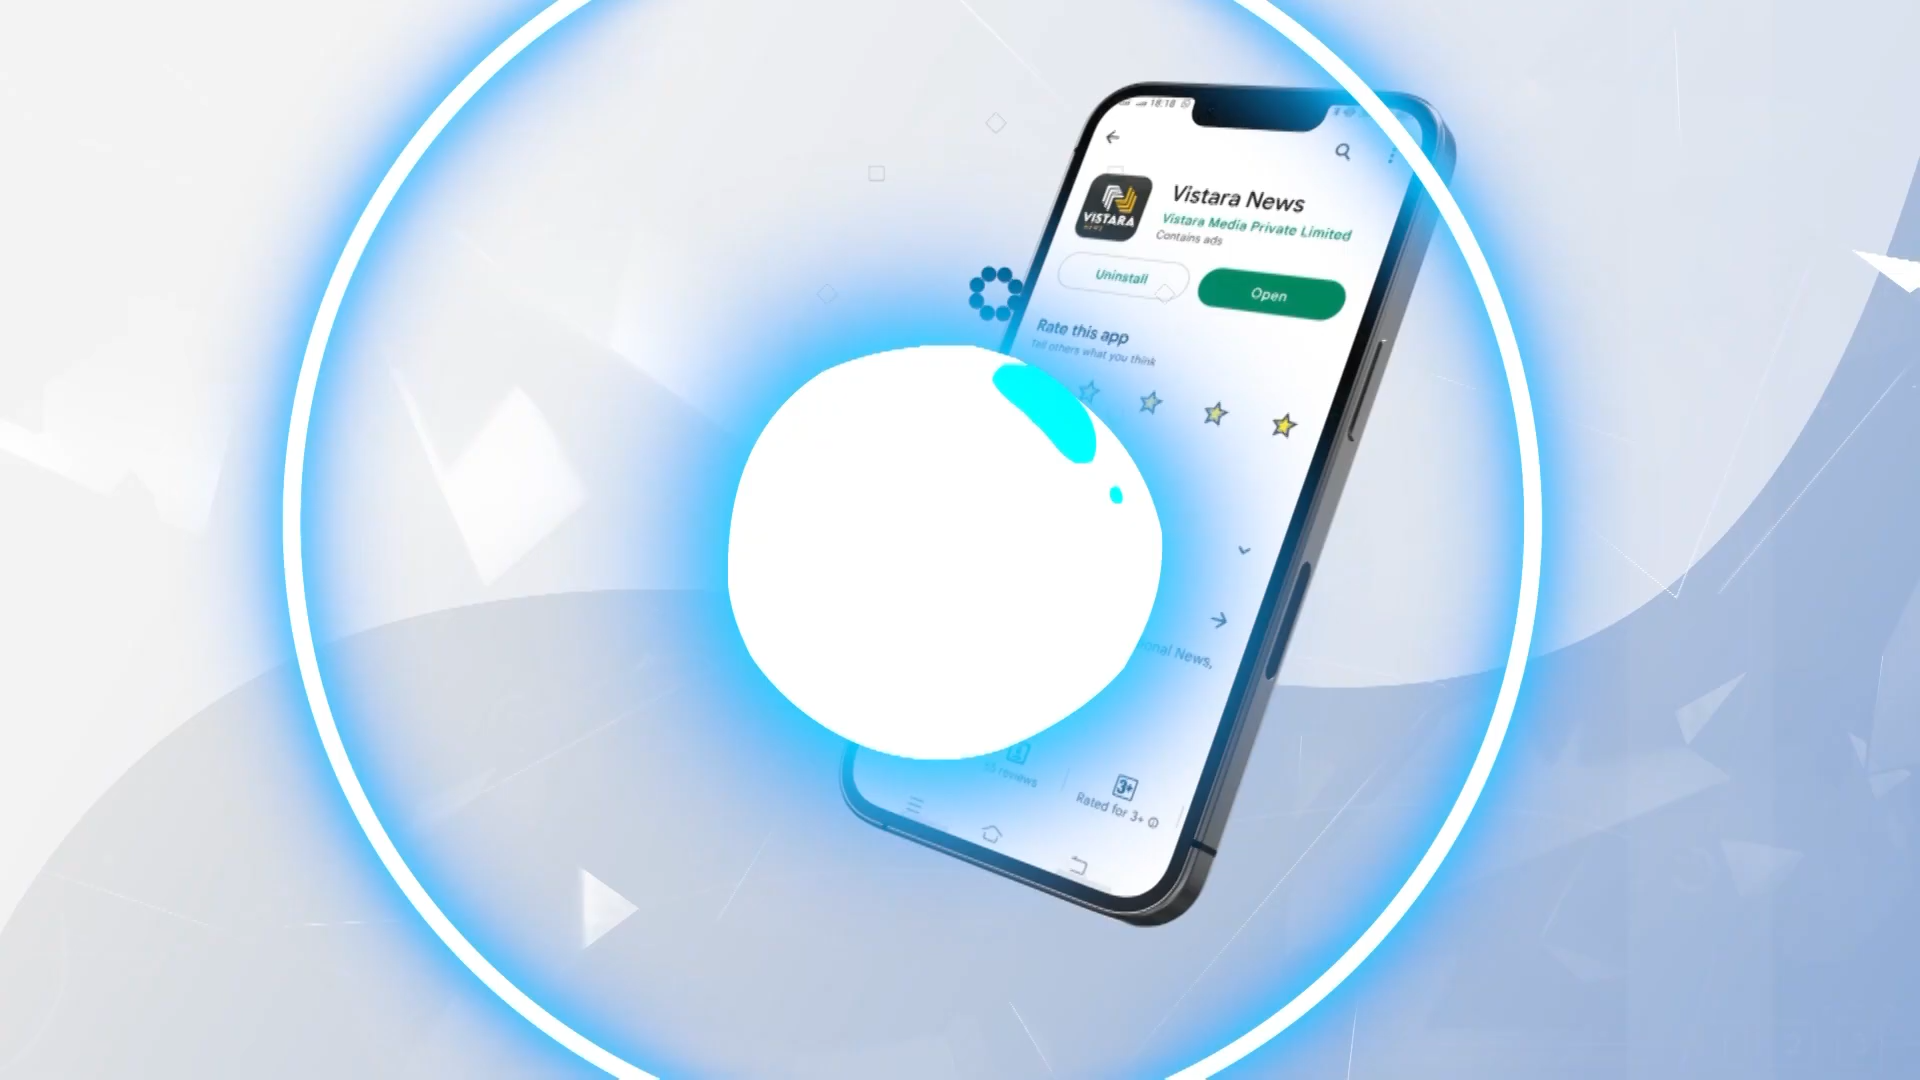 18:18
Vistara News
Vistara Media Private Limited
Contains ads
VISTARA
NEWS
Uninstall
Open
Rate this app
Tell others what you think
News,
reviews
3+
Rated for 3+